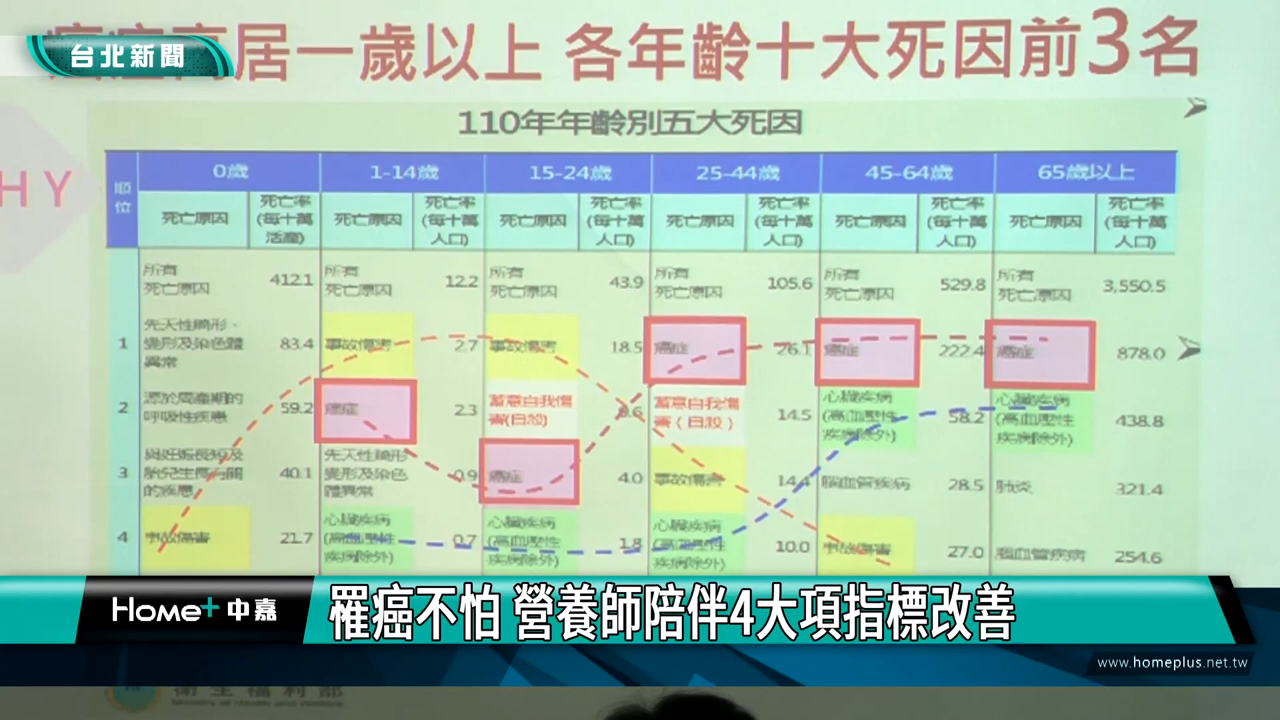 台北新聞
居一歲以上 各年齡十大死因前3名
HY
110年年齡別五大死因
順位 0歲 1-14歲 15-24歲 25-44歲 45-64歲 65歲以上
死亡原因 死亡率(每十萬活產) 死亡原因 死亡率(每十萬人口) 死亡原因 死亡率(每十萬人口) 死亡原因 死亡率(每十萬人口) 死亡原因 死亡率(每十萬人口) 死亡原因 死亡率(每十萬人口)
所有死亡原因 412.1 所有死亡原因 12.2 所有死亡原因 43.9 所有死亡原因 105.6 所有死亡原因 529.8 所有死亡原因 3,550.5
1 先天性畸形、變形及染色體異常 83.4 事故傷害 2.7 事故傷害 18.5 癌症 26.1 癌症 222.4 癌症 878.0
2 源於周產期的呼吸性疾患 59.2 癌症 2.3 蓄意自我傷害(自殺) 癌症 蓄意自我傷害(自殺) 14.5 心臟疾病(高血壓性疾病除外) 58.2 心臟疾病(高血壓性疾病除外) 438.8
3 與妊娠長短及胎兒生長有關的疾患 40.1 先天性畸形變形及染色體異常 0.9 癌症 4.0 事故傷害 14.4 腦血管疾病 28.5 肺炎 321.4
4 事故傷害 21.7 心臟疾病(高血壓性疾病除外) 0.7 心臟疾病(高血壓性疾病除外) 1.8 心臟疾病(高血壓性疾病除外) 10.0 事故傷害 27.0 腦血管疾病 254.6
Home+中嘉
罹癌不怕 營養師陪伴4大項指標改善
www.homeplus.net.tw
衛生福利部
Ministry of Health and Welfare